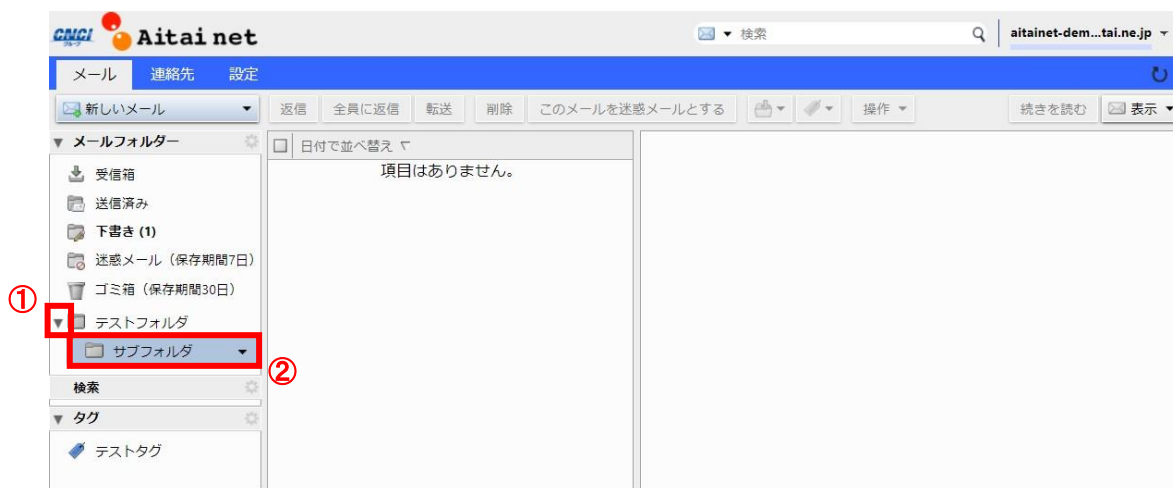 CNCI Aitai net
検索
aitainet-dem...tai.ne.jp
メール 連絡先 設定
新しいメール 返信 全員に返信 転送 削除 このメールを迷惑メールとする 操作 続きを読む 表示
メールフォルダー
日付で並べ替え
項目はありません。
受信箱
送信済み
下書き (1)
迷惑メール（保存期間7日）
ゴミ箱（保存期間30日）
①
テストフォルダ
サブフォルダ
②
検索
タグ
テストタグ